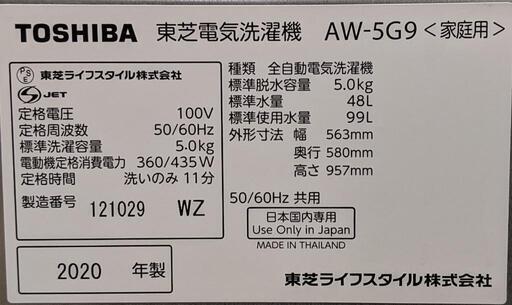 TOSHIBA 東芝電気洗濯機 AW-5G9 <家庭用>
PSE 東芝ライフスタイル株式会社
S JET
定格電圧 100V
定格周波数 50/60Hz
標準洗濯容量 5.0kg
電動機定格消費電力 360/435W
定格時間 洗いのみ 11分
製造番号 121029 WZ
2020 年製
種類 全自動電気洗濯機
標準脱水容量 5.0kg
標準水量 48L
標準使用水量 99L
外形寸法 幅 563mm
奥行 580mm
高さ 957mm
50/60Hz 共用
日本国内専用
Use Only in Japan
MADE IN THAILAND
東芝ライフスタイル株式会社